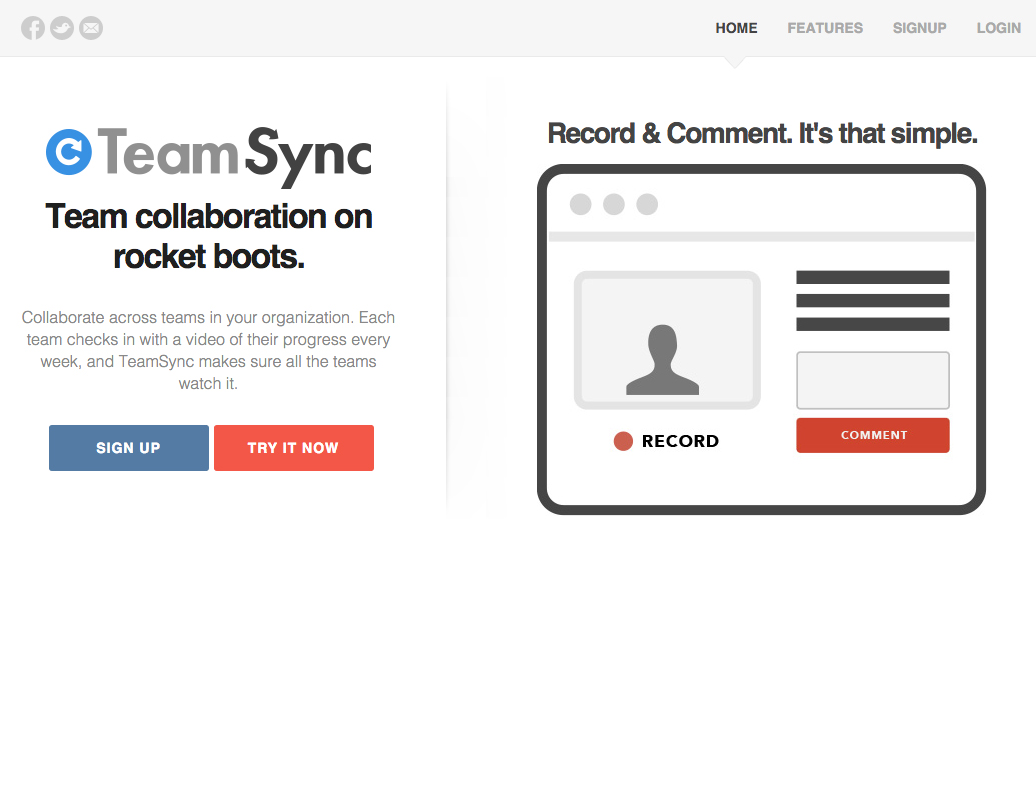 HOME FEATURES SIGNUP LOGIN
TeamSync
Team collaboration on
rocket boots.
Collaborate across teams in your organization. Each
team checks in with a video of their progress every
week, and TeamSync makes sure all the teams
watch it.
SIGN UP TRY IT NOW
Record & Comment. It's that simple.
RECORD
COMMENT